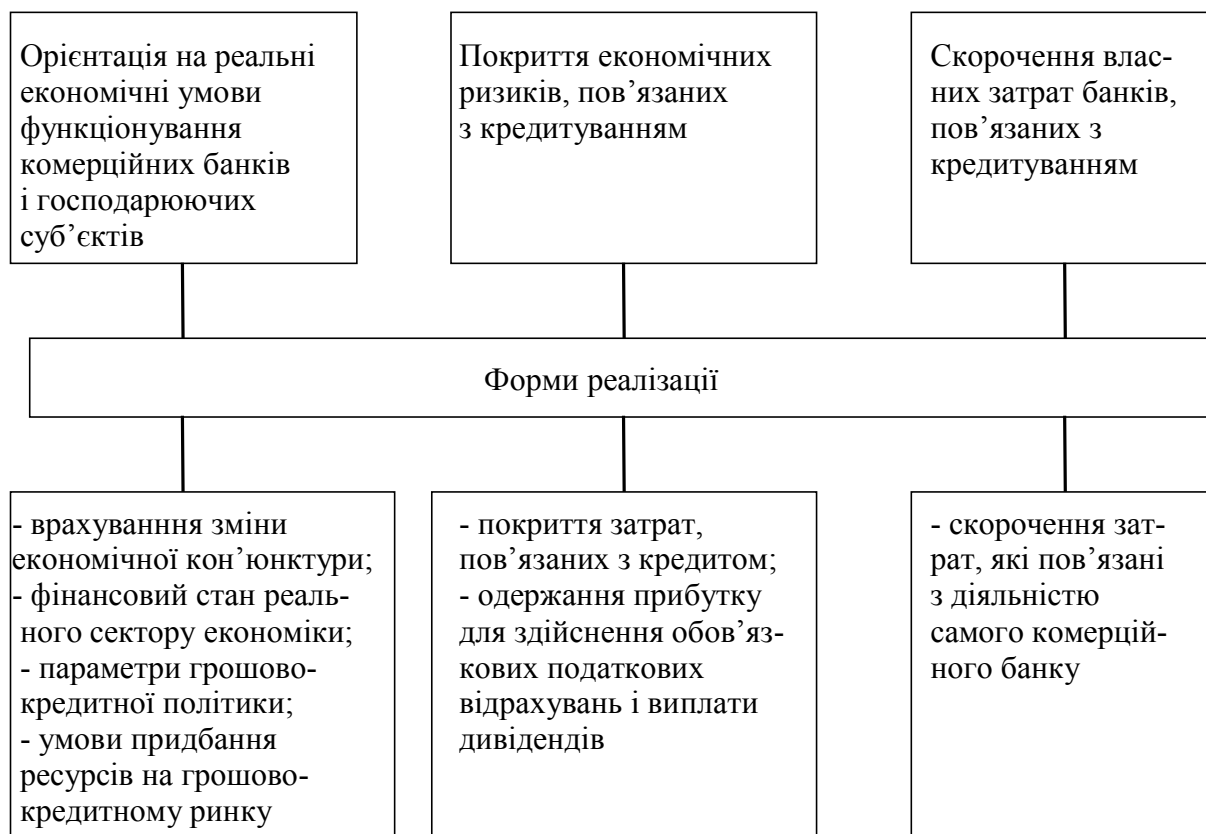 Орієнтація на реальні
економічні умови
функціонування
комерційних банків
і господарюючих
суб’єктів
Покриття економічних
ризиків, пов’язаних
з кредитуванням
Скорочення влас-
них затрат банків,
пов’язаних з
кредитуванням
Форми реалізації
- врахуванння зміни
економічної кон’юнктури;
- фінансовий стан реаль-
ного сектору економіки;
- параметри грошово-
кредитної політики;
- умови придбання
ресурсів на грошово-
кредитному ринку
- покриття затрат,
пов’язаних з кредитом;
- одержання прибутку
для здійснення обов’яз-
кових податкових
відрахувань і виплати
дивідендів
- скорочення зат-
рат, які пов’язані
з діяльністю
самого комерцій-
ного банку